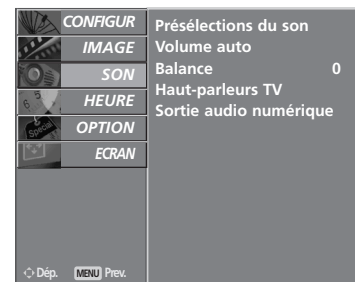 CONFIGUR
IMAGE
SON
HEURE
OPTION
ECRAN
Présélections du son
Volume auto
Balance 0
Haut-parleurs TV
Sortie audio numérique
Dép. MENU Prev.